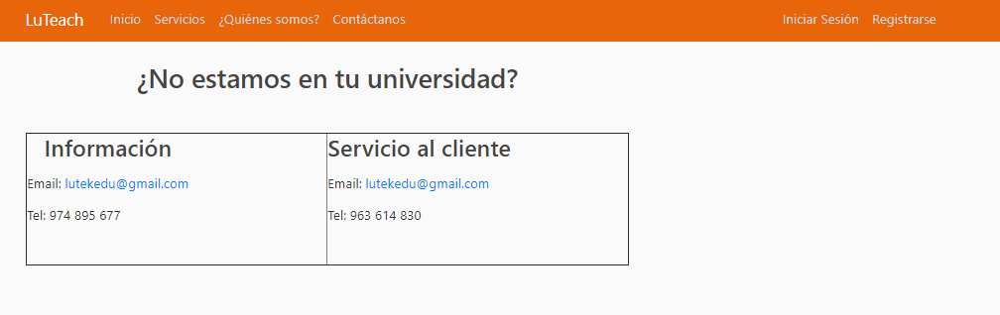 LuTeach Inicio Servicios ¿Quiénes somos? Contáctanos Iniciar Sesión Registrarse
¿No estamos en tu universidad?
Información
Email: lutekedu@gmail.com
Tel: 974 895 677
Servicio al cliente
Email: lutekedu@gmail.com
Tel: 963 614 830